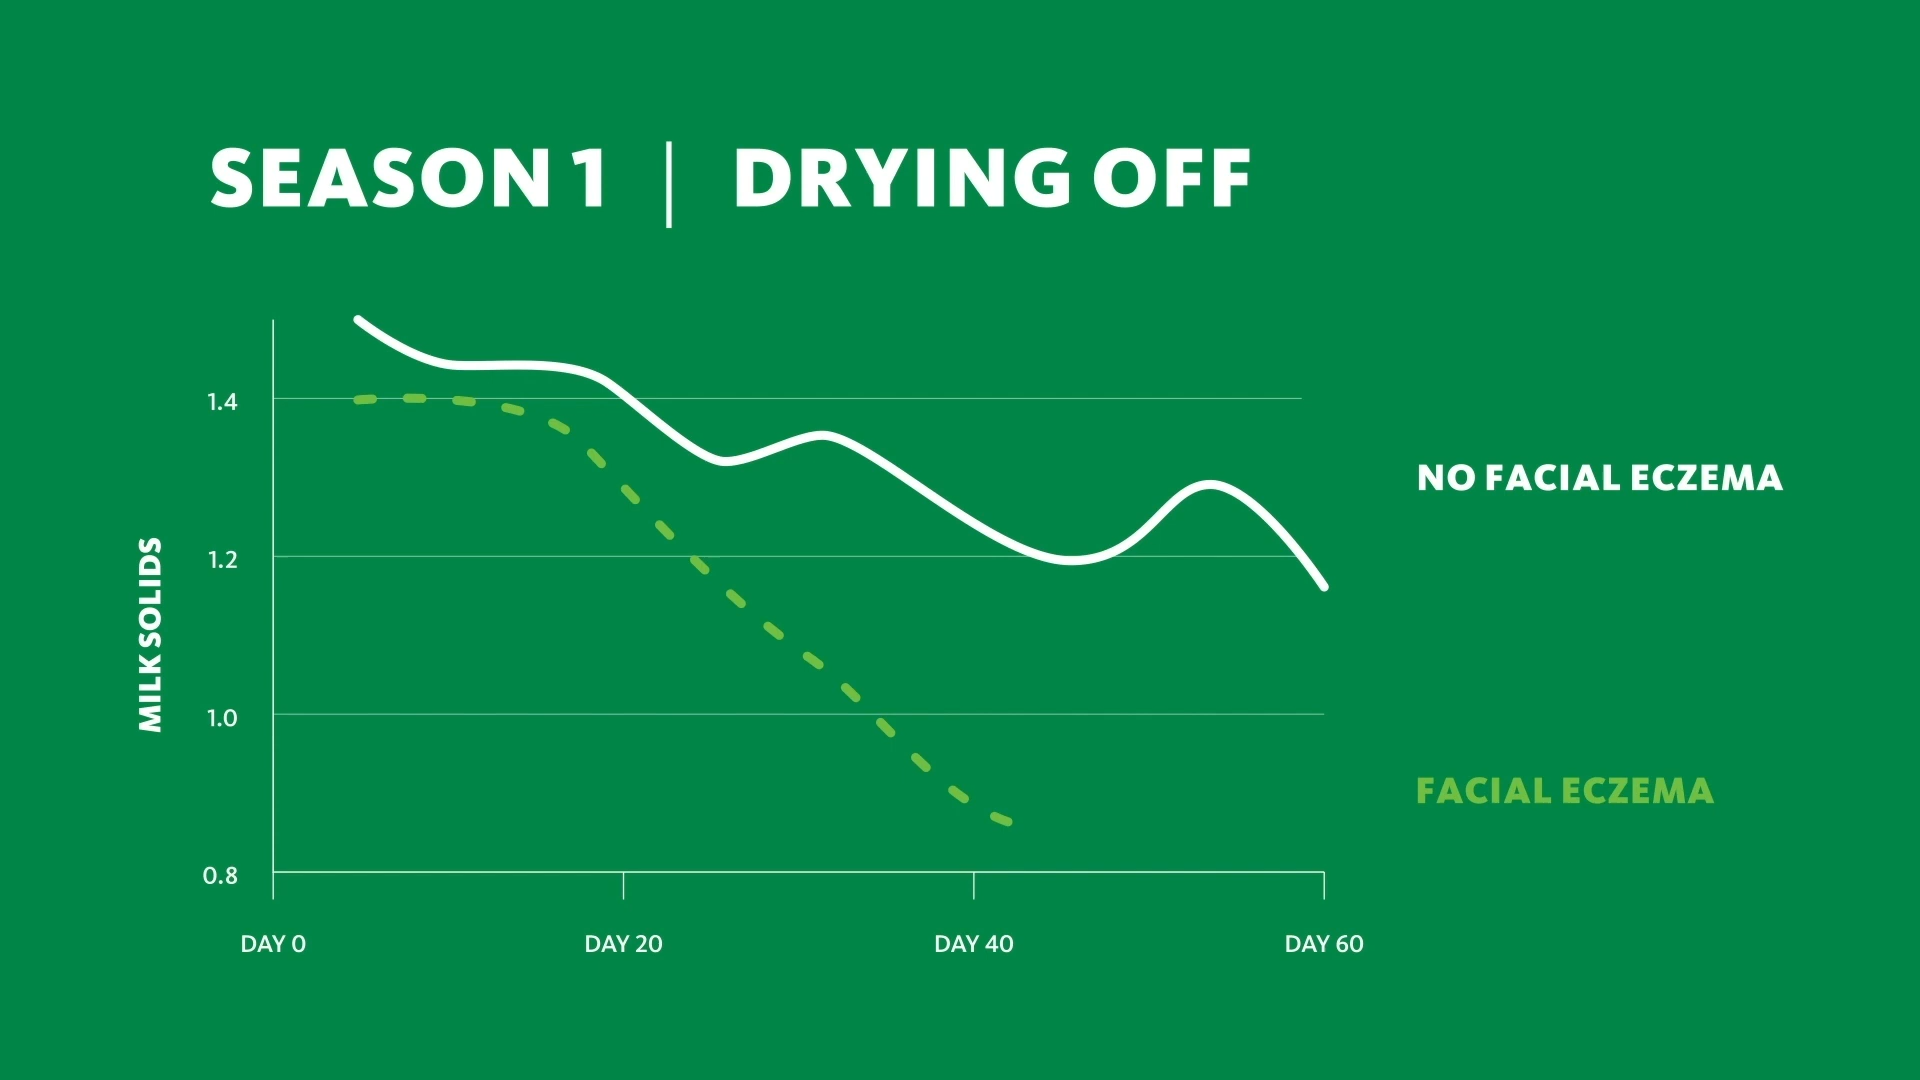 SEASON 1 | DRYING OFF
1.4
1.2
1.0
0.8
MILK SOLIDS
DAY 0
DAY 20
DAY 40
DAY 60
NO FACIAL ECZEMA
FACIAL ECZEMA